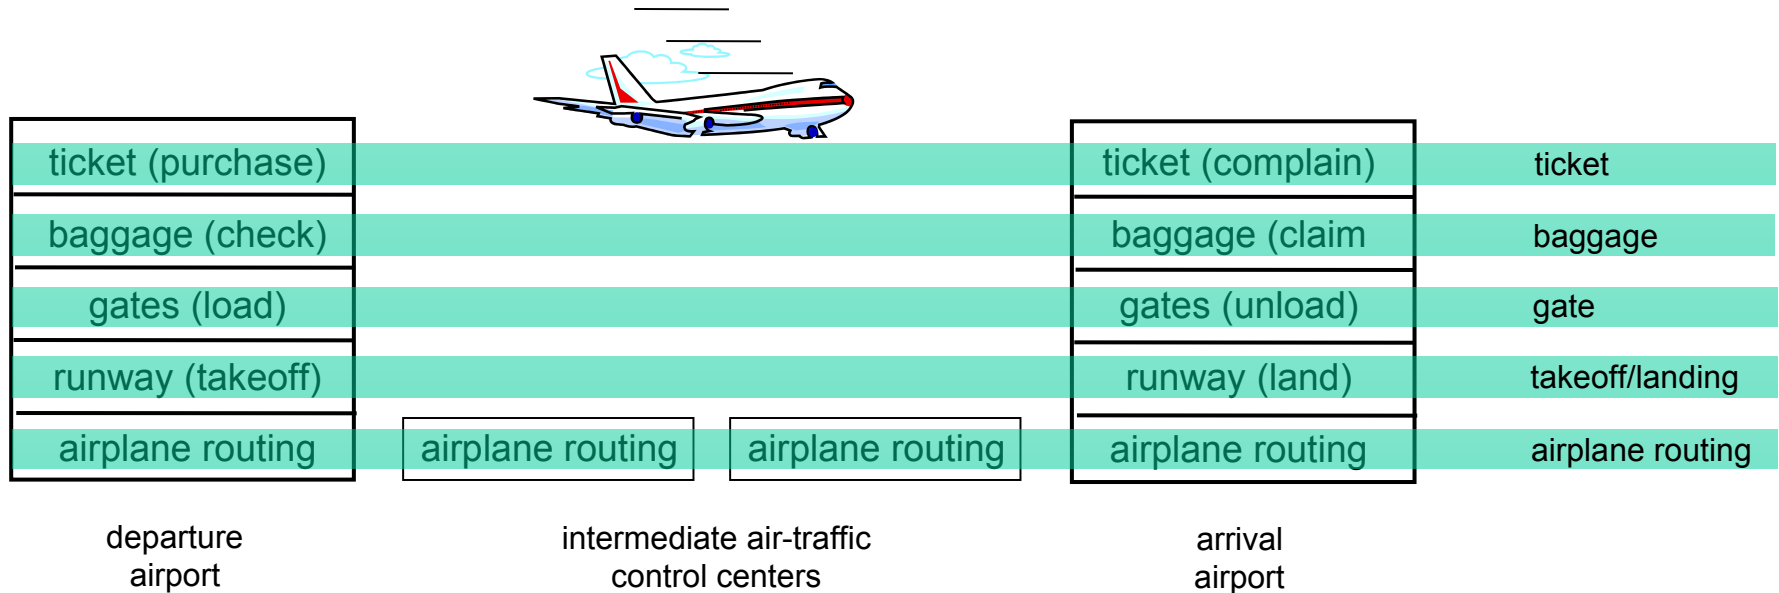 ticket (purchase) ticket (complain) ticket
baggage (check) baggage (claim baggage
gates (load) gates (unload) gate
runway (takeoff) runway (land) takeoff/landing
airplane routing airplane routing airplane routing airplane routing airplane routing
departure
airport
intermediate air-traffic
control centers
arrival
airport